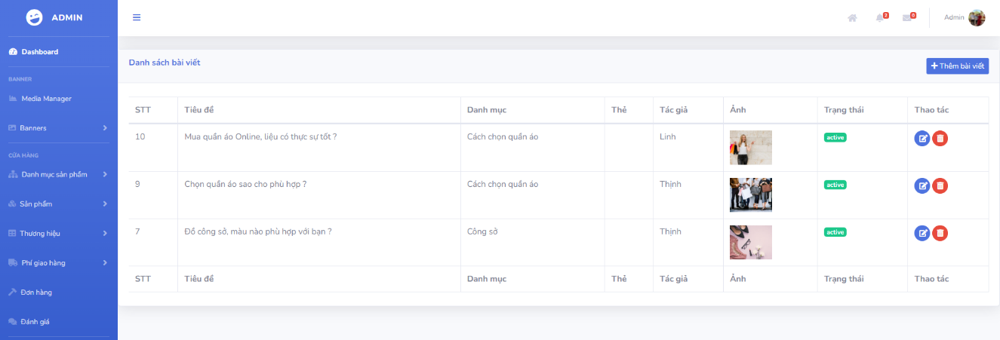 ADMIN
7
6
Admin
Dashboard
BANNER
Media Manager
Banners
CỬA HÀNG
Danh mục sản phẩm
Sản phẩm
Thương hiệu
Phí giao hàng
Đơn hàng
Đánh giá
Danh sách bài viết
Thêm bài viết
STT Tiêu đề Danh mục Thẻ Tác giả Ảnh Trạng thái Thao tác
10 Mua quần áo Online, liệu có thực sự tốt ? Cách chọn quần áo Linh active
9 Chọn quần áo sao cho phù hợp ? Cách chọn quần áo Thịnh active
7 Đồ công sở, màu nào phù hợp với bạn ? Công sở Thịnh active
STT Tiêu đề Danh mục Thẻ Tác giả Ảnh Trạng thái Thao tác